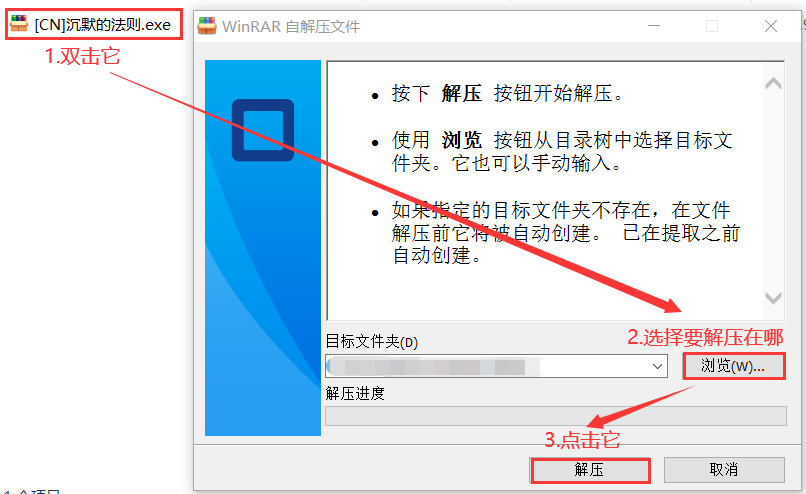 [CN]沉默的法则.exe
1.双击它
WinRAR 自解压文件
按下 解压 按钮开始解压。
使用 浏览 按钮从目录树中选择目标文
件夹。它也可以手动输入。
如果指定的目标文件夹不存在，在文件
解压前它将被自动创建。 已在提取之前
自动创建。
2.选择要解压在哪
目标文件夹(D)
浏览(W)...
解压进度
3.点击它
解压
取消